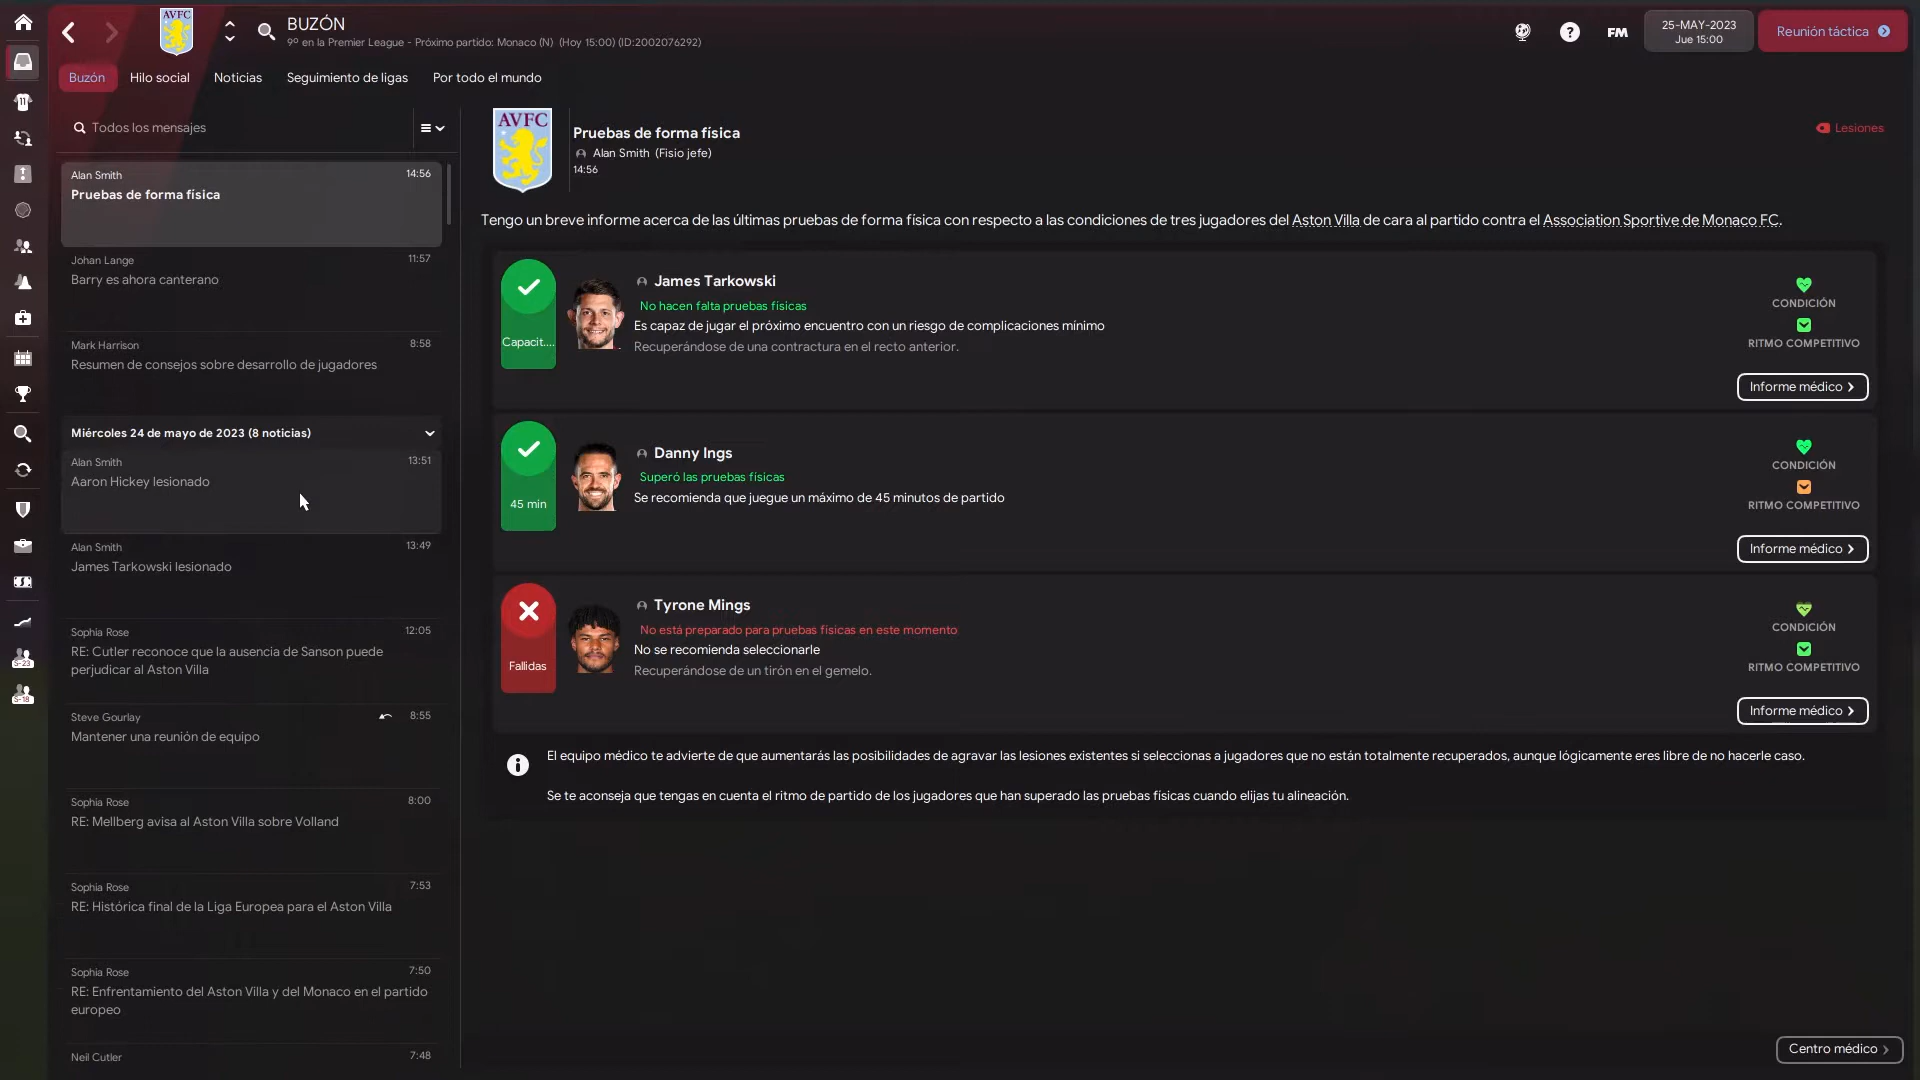 BUZÓN
9º en la Premier League - Próximo partido: Monaco (N) (Hoy 15:00) (ID:2002076292)
FM
25-MAY-2023
Jue 15:00
Reunión táctica
Buzón
Hilo social
Noticias
Seguimiento de ligas
Por todo el mundo
Todos los mensajes
Alan Smith 14:56
Pruebas de forma física
Johan Lange 11:57
Barry es ahora canterano
Mark Harrison 8:58
Resumen de consejos sobre desarrollo de jugadores
Miércoles 24 de mayo de 2023 (8 noticias)
Alan Smith 13:51
Aaron Hickey lesionado
Alan Smith 13:49
James Tarkowski lesionado
Sophia Rose 12:05
RE: Cutler reconoce que la ausencia de Sanson puede
perjudicar al Aston Villa
Steve Gourlay 8:55
Mantener una reunión de equipo
Sophia Rose 8:00
RE: Mellberg avisa al Aston Villa sobre Volland
Sophia Rose 7:53
RE: Histórica final de la Liga Europea para el Aston Villa
Sophia Rose 7:50
RE: Enfrentamiento del Aston Villa y del Monaco en el partido
europeo
Neil Cutler 7:48
AVFC
Pruebas de forma física
Alan Smith (Fisio jefe)
14:56
Lesiones
Tengo un breve informe acerca de las últimas pruebas de forma física con respecto a las condiciones de tres jugadores del Aston Villa de cara al partido contra el Association Sportive de Monaco FC.
Capacit....
James Tarkowski
No hacen falta pruebas físicas
Es capaz de jugar el próximo encuentro con un riesgo de complicaciones mínimo
Recuperándose de una contractura en el recto anterior.
CONDICIÓN
RITMO COMPETITIVO
Informe médico
45 min
Danny Ings
Superó las pruebas físicas
Se recomienda que juegue un máximo de 45 minutos de partido
CONDICIÓN
RITMO COMPETITIVO
Informe médico
Fallidas
Tyrone Mings
No está preparado para pruebas físicas en este momento
No se recomienda seleccionarle
Recuperándose de un tirón en el gemelo.
CONDICIÓN
RITMO COMPETITIVO
Informe médico
El equipo médico te advierte de que aumentarás las posibilidades de agravar las lesiones existentes si seleccionas a jugadores que no están totalmente recuperados, aunque lógicamente eres libre de no hacerle caso.
Se te aconseja que tengas en cuenta el ritmo de partido de los jugadores que han superado las pruebas físicas cuando elijas tu alineación.
Centro médico
AVFC
11
S-23
S-18